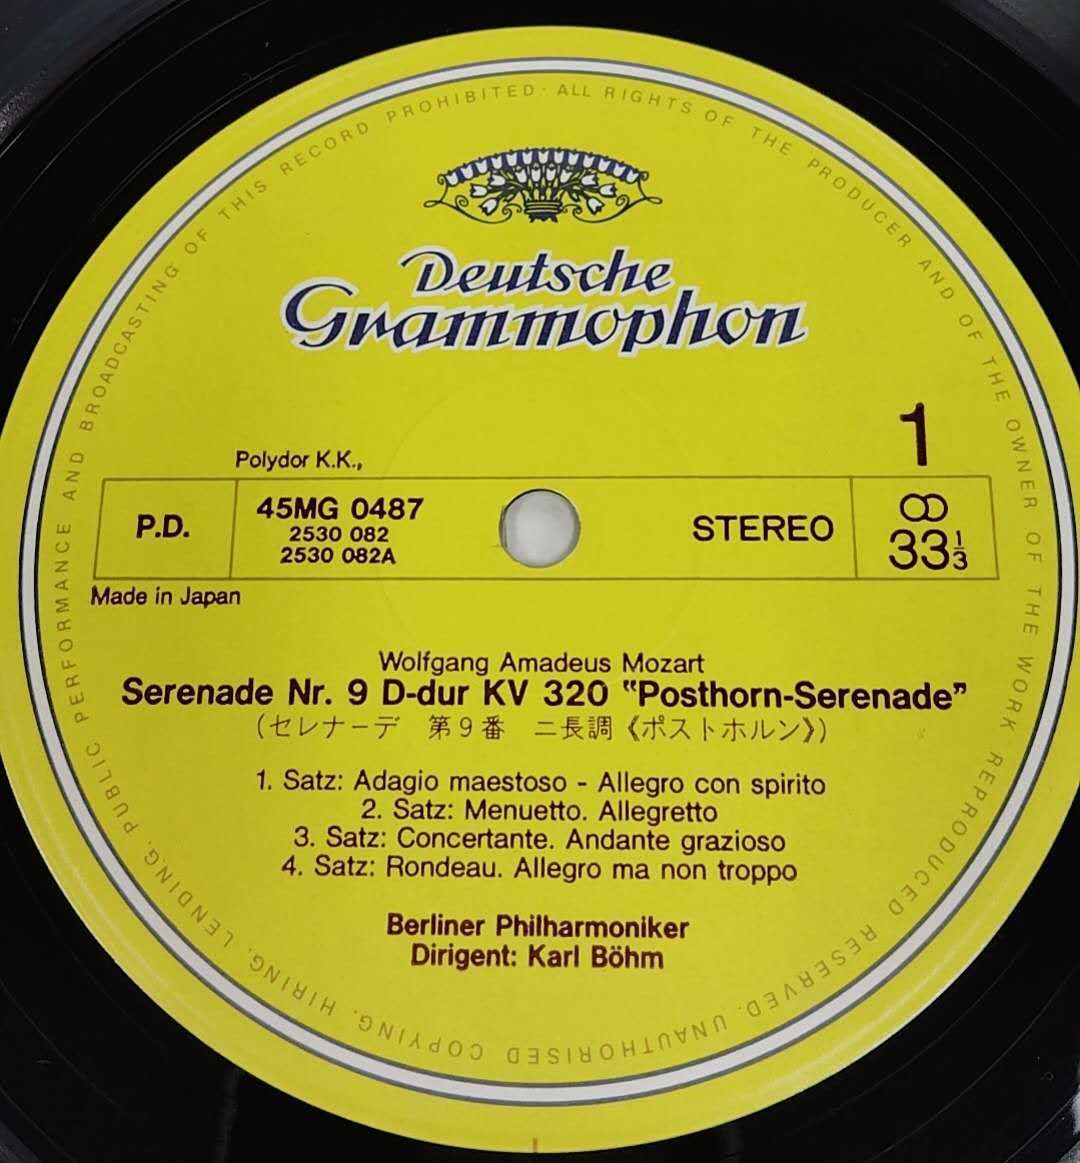 ALL RIGHTS OF THE PRODUCER AND OF THE OWNER OF THE WORK REPRODUCED RESERVED. UNAUTHORISED COPYING, HIRING, LENDING, PUBLIC PERFORMANCE AND BROADCASTING OF THIS RECORD PROHIBITED ·
Deutsche
Grammophon
1
Polydor K.K.,
P.D.
45MG 0487
2530 082
2530 082A
STEREO
33 1/3
Made in Japan
Wolfgang Amadeus Mozart
Serenade Nr. 9 D-dur KV 320 "Posthorn-Serenade"
(セレナーデ 第9番 ニ長調《ポストホルン》)
1. Satz: Adagio maestoso - Allegro con spirito
2. Satz: Menuetto. Allegretto
3. Satz: Concertante. Andante grazioso
4. Satz: Rondeau. Allegro ma non troppo
Berliner Philharmoniker
Dirigent: Karl Böhm